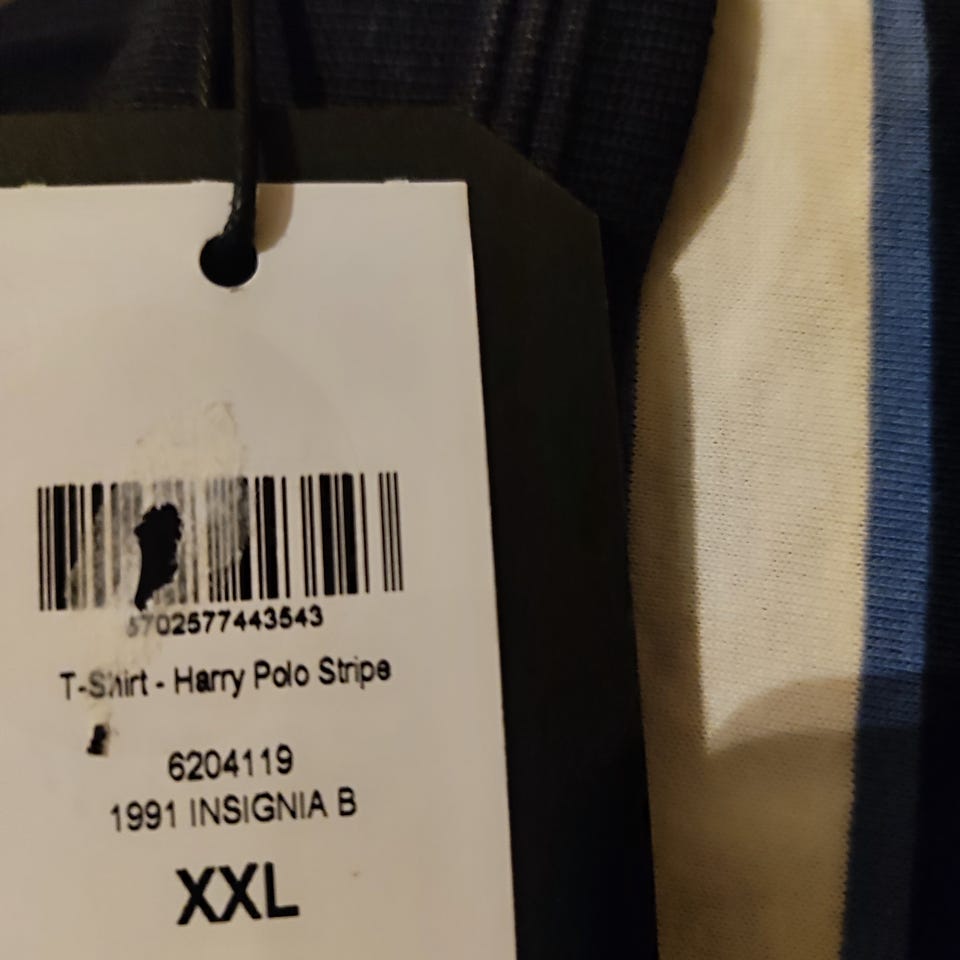 5702577443543
T-Shirt - Harry Polo Stripe
6204119
1991 INSIGNIA B
XXL